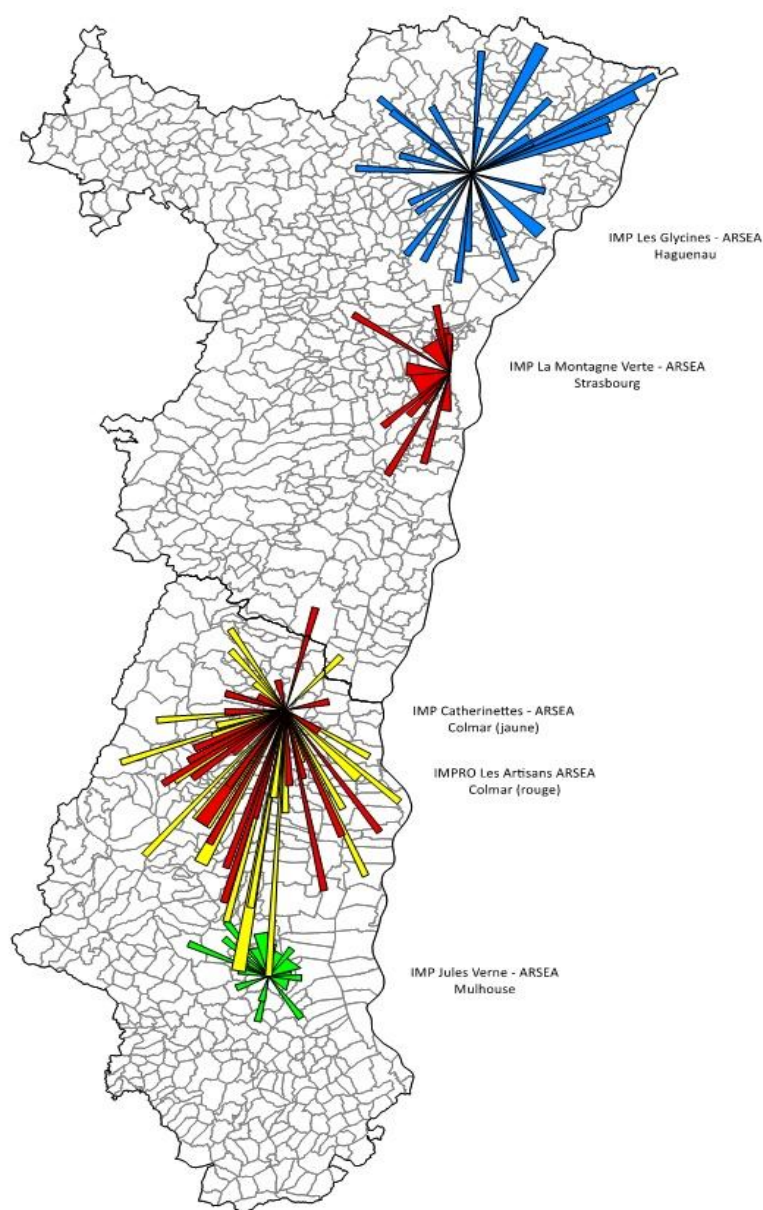 IMP Les Glycines - ARSEA
Haguenau
IMP La Montagne Verte - ARSEA
Strasbourg
IMP Catherinettes - ARSEA
Colmar (jaune)
IMPRO Les Artisans ARSEA
Colmar (rouge)
IMP Jules Verne - ARSEA
Mulhouse